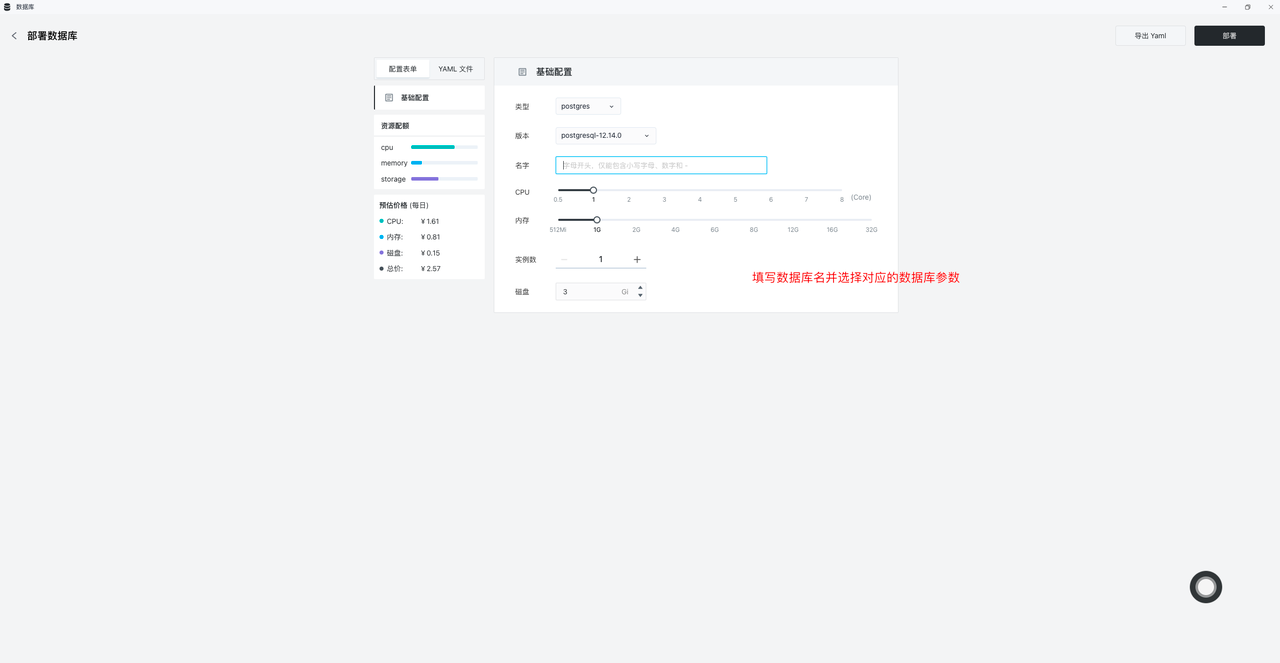 数据库
部署数据库
导出 Yaml
部署
配置表单
YAML 文件
基础配置
资源配额
cpu
memory
storage
预估价格 (每日)
CPU: ¥ 1.61
内存: ¥ 0.81
磁盘: ¥ 0.15
总价: ¥ 2.57
基础配置
类型 postgres
版本 postgresql-12.14.0
名字 字母开头，仅能包含小写字母、数字和 -
CPU
0.5 1 2 3 4 5 6 7 8 (Core)
内存
512Mi 1G 2G 4G 6G 8G 12G 16G 32G
实例数 1
填写数据库名并选择对应的数据库参数
磁盘 3 Gi